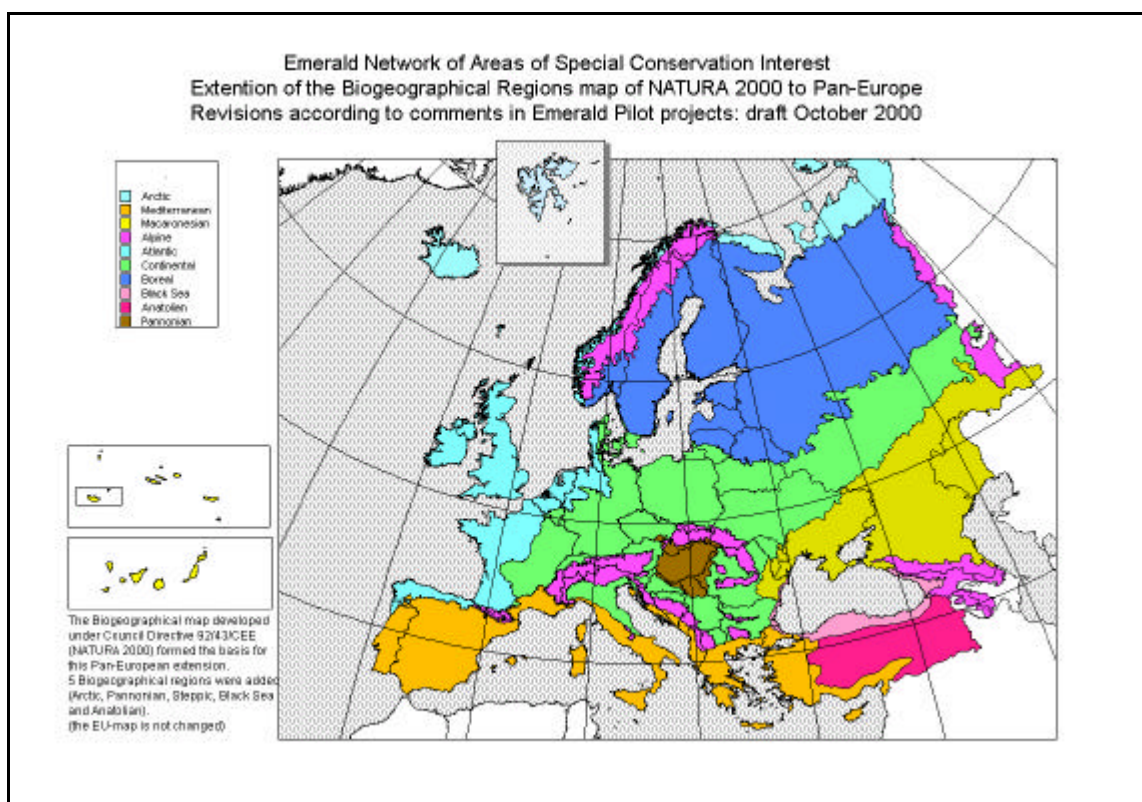 Emerald Network of Areas of Special Conservation Interest
Extention of the Biogeographical Regions map of NATURA 2000 to Pan-Europe
Revisions according to comments in Emerald Pilot projects: draft October 2000
Arctic
Mediterranean
Macaronesian
Alpine
Atlantic
Continental
Boreal
Black Sea
Anatolian
Pannonian
The Biogeographical map developed
under Council Directive 92/43/CEE
(NATURA 2000) formed the basis for
this Pan-European extension.
5 Biogeographical regions were added
(Arctic, Pannonian, Steppic, Black Sea
and Anatolian).
(the EU-map is not changed)